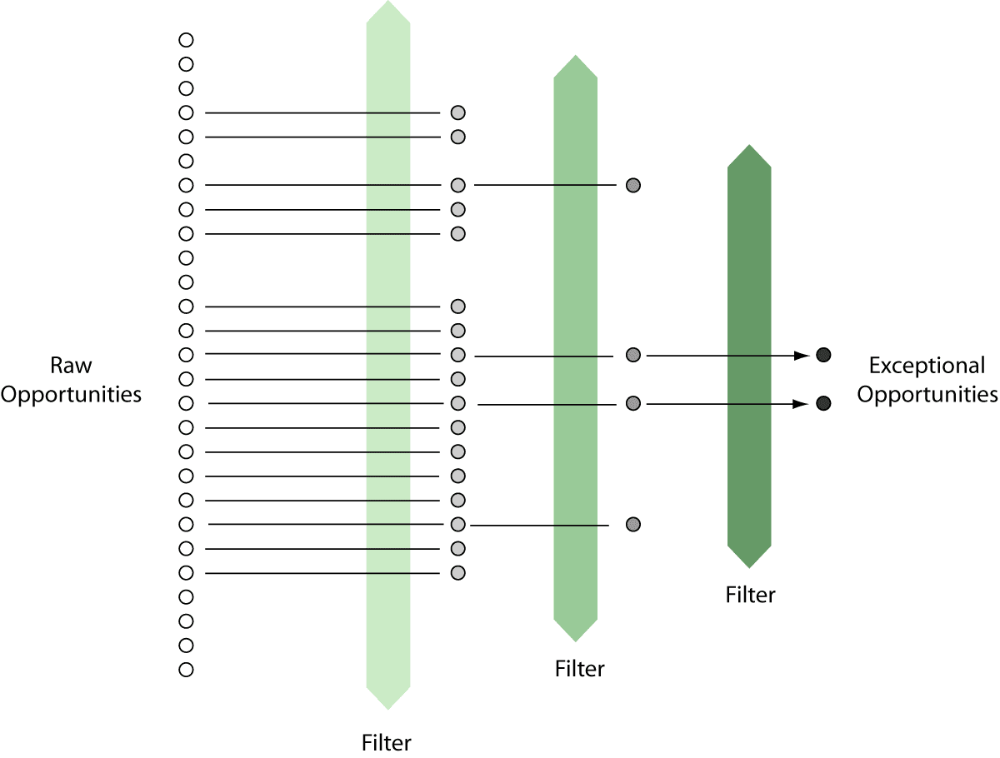 Raw
Opportunities
Exceptional
Opportunities
Filter
Filter
Filter